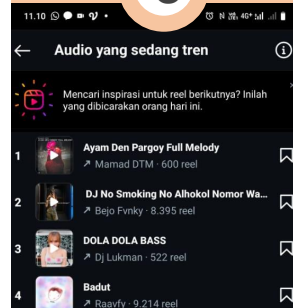 11.10 4G+
Audio yang sedang tren
Mencari inspirasi untuk reel berikutnya? Inilah
yang dibicarakan orang hari ini.
1
Ayam Den Pargoy Full Melody
Mamad DTM · 600 reel
2
DJ No Smoking No Alhokol Nomor Wa...
Bejo Fvnky · 8.395 reel
3
DOLA DOLA BASS
Dj Lukman · 522 reel
4
Badut
Raavfy · 9.214 reel